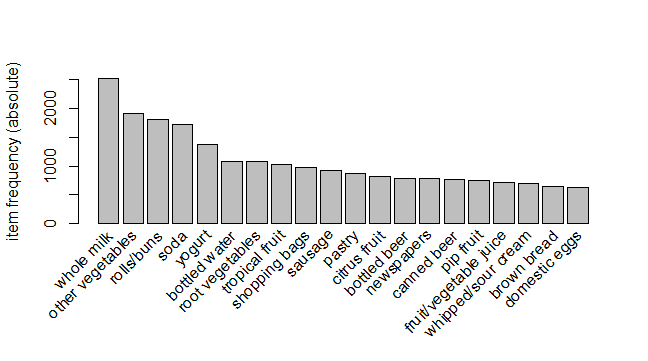 item frequency (absolute)
2000
1000
0
whole milk
other vegetables
rolls/buns
soda
yogurt
bottled water
root vegetables
tropical fruit
shopping bags
sausage
pastry
citrus fruit
bottled beer
newspapers
canned beer
pip fruit
fruit/vegetable juice
whipped/sour cream
brown bread
domestic eggs